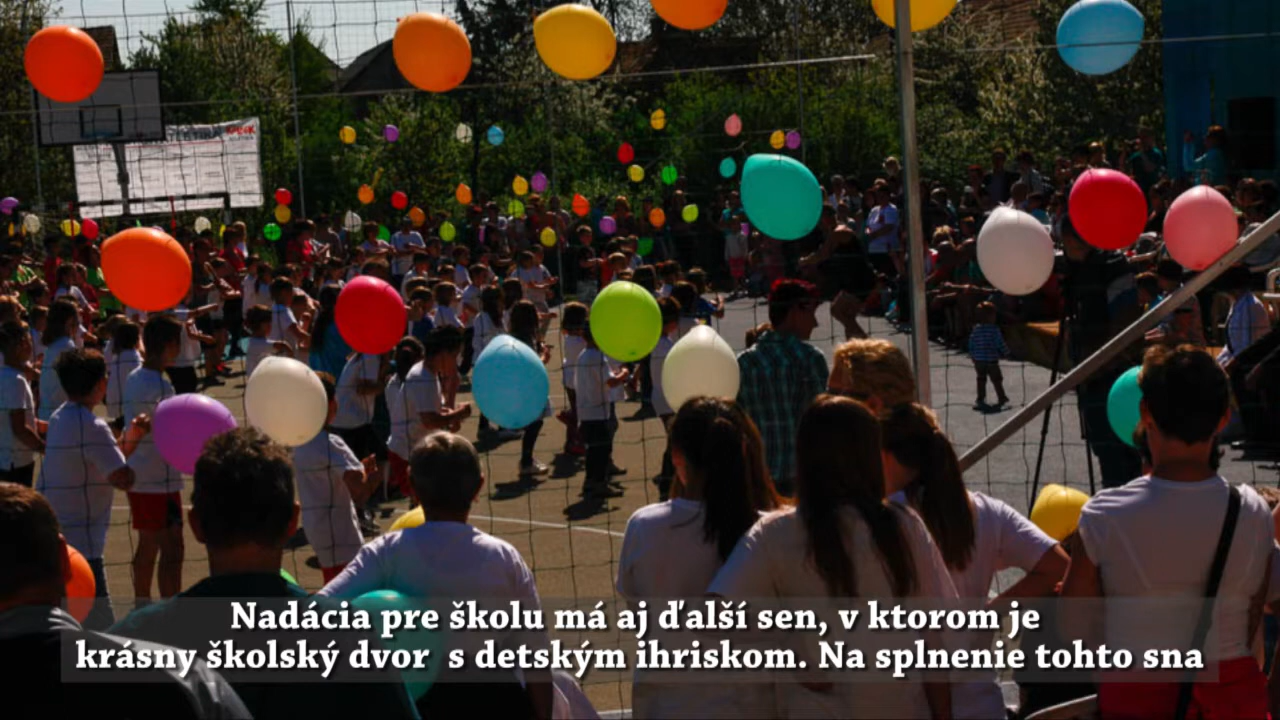 Nadácia pre školu má aj ďalší sen, v ktorom je
krásny školský dvor s detským ihriskom. Na splnenie tohto sna